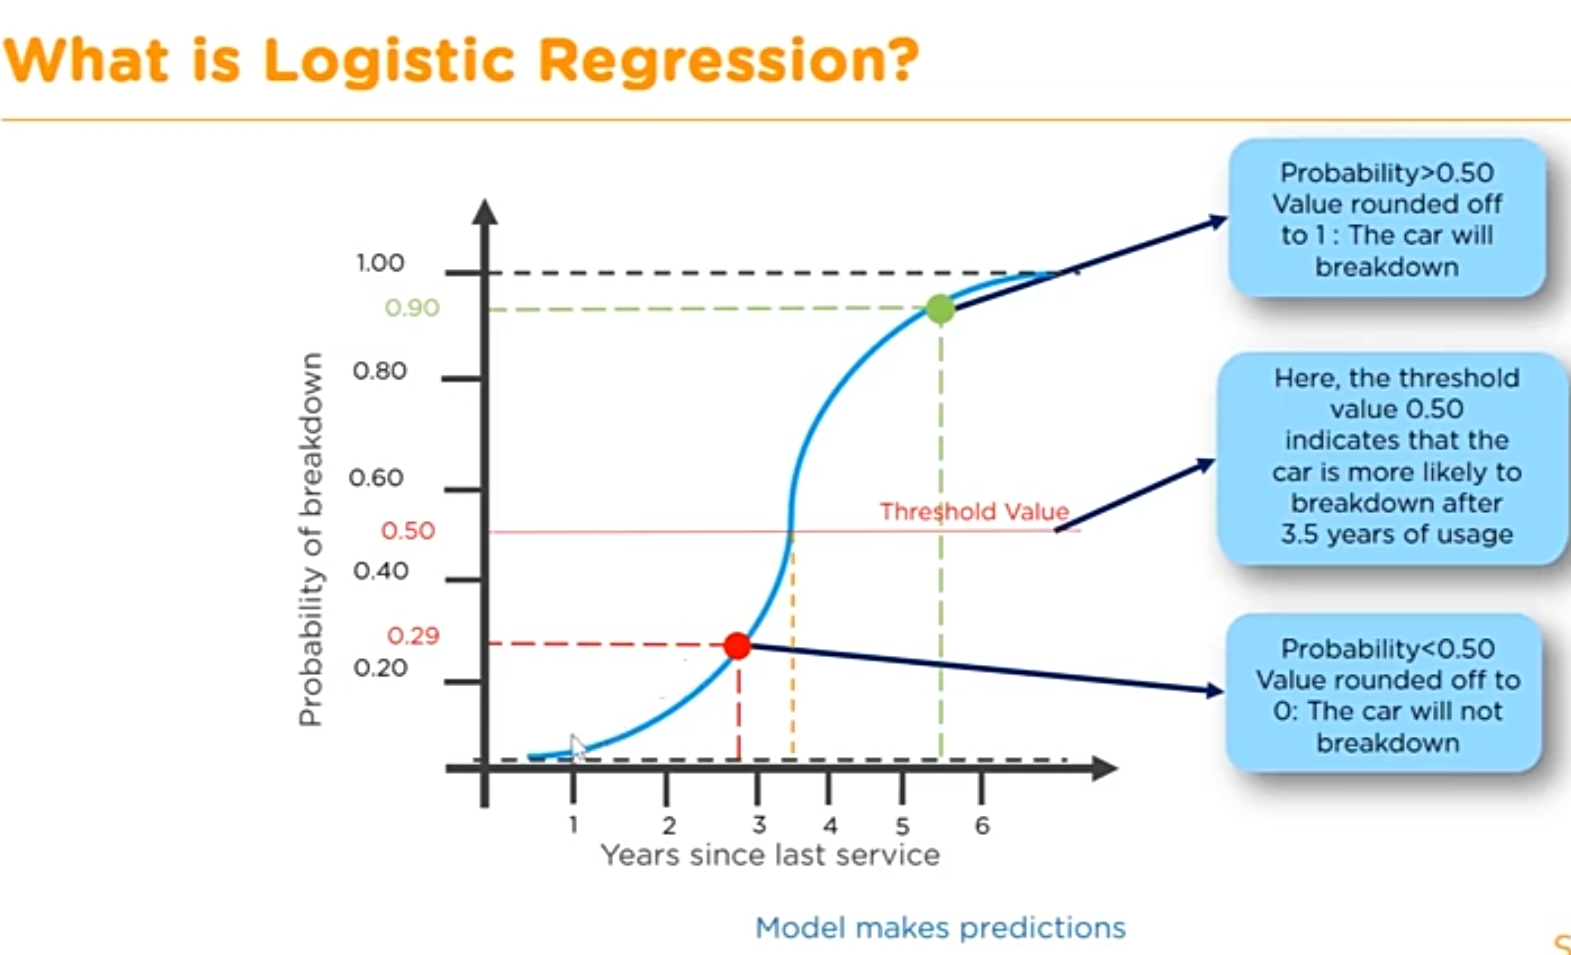 What is Logistic Regression?
Probability>0.50
Value rounded off
to 1 : The car will
breakdown
1.00
0.90
0.80
0.60
0.50
0.40
0.29
0.20
Probability of breakdown
Threshold Value
Here, the threshold
value 0.50
indicates that the
car is more likely to
breakdown after
3.5 years of usage
Probability<0.50
Value rounded off to
0: The car will not
breakdown
1 2 3 4 5 6
Years since last service
Model makes predictions